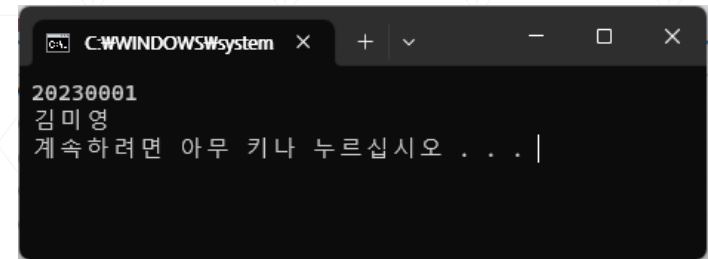 C:\WINDOWS\system
20230001
김미영
계속하려면 아무 키나 누르십시오 . . .